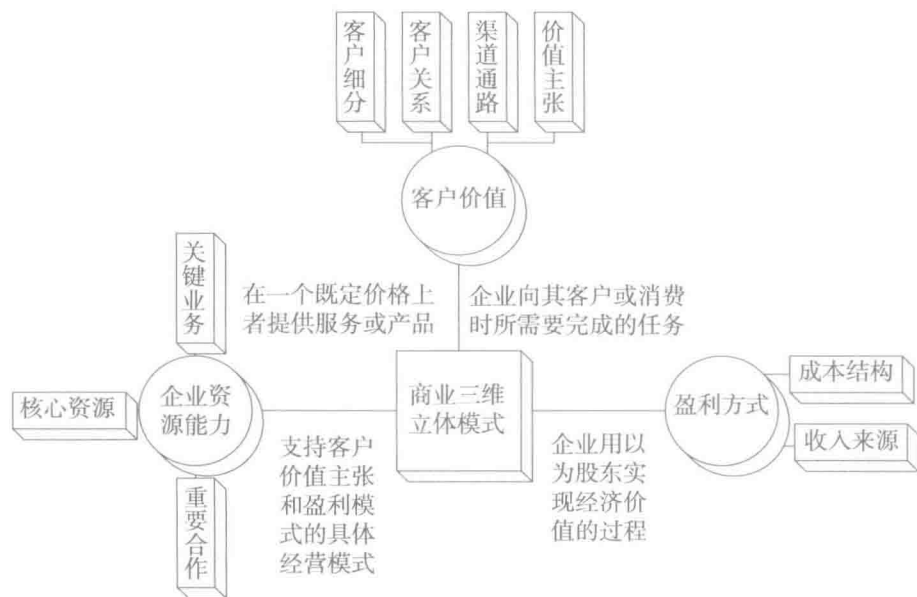 客户细分
客户关系
渠道通路
价值主张
客户价值
关键业务
在一个既定价格上 企业向其客户或消费
者提供服务或产品 时所需要完成的任务
核心资源
企业资
源能力
商业三维
立体模式
盈利方式
成本结构
收入来源
支持客户
价值主张
和盈利模
式的具体
经营模式
企业用以
为股东实
现经济价
值的过程
重要合作